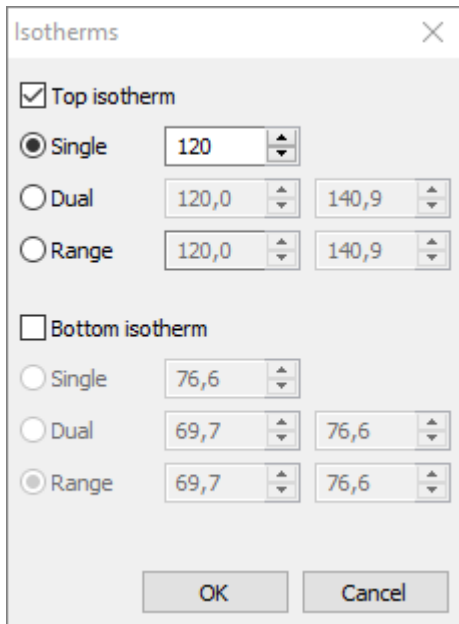 Isotherms
Top isotherm
Single 120
Dual 120,0 140,9
Range 120,0 140,9
Bottom isotherm
Single 76,6
Dual 69,7 76,6
Range 69,7 76,6
OK Cancel